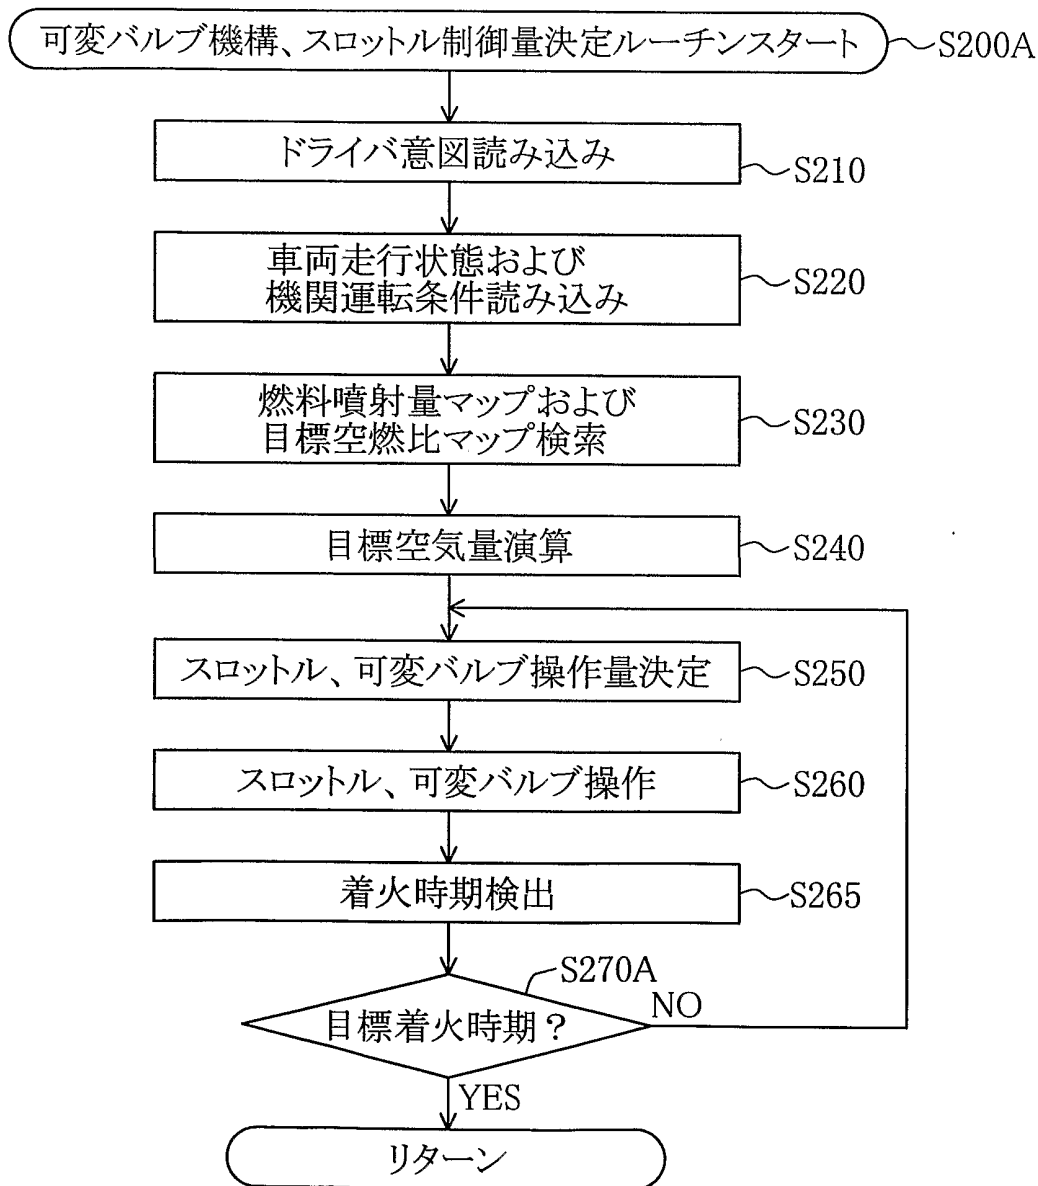 可変バルブ機構、スロットル制御量決定ルーチンスタート
S200A
ドライバ意図読み込み
S210
車両走行状態および
機関運転条件読み込み
S220
燃料噴射量マップおよび
目標空燃比マップ検索
S230
目標空気量演算
S240
スロットル、可変バルブ操作量決定
S250
スロットル、可変バルブ操作
S260
着火時期検出
S265
S270A
目標着火時期?
NO
YES
リターン